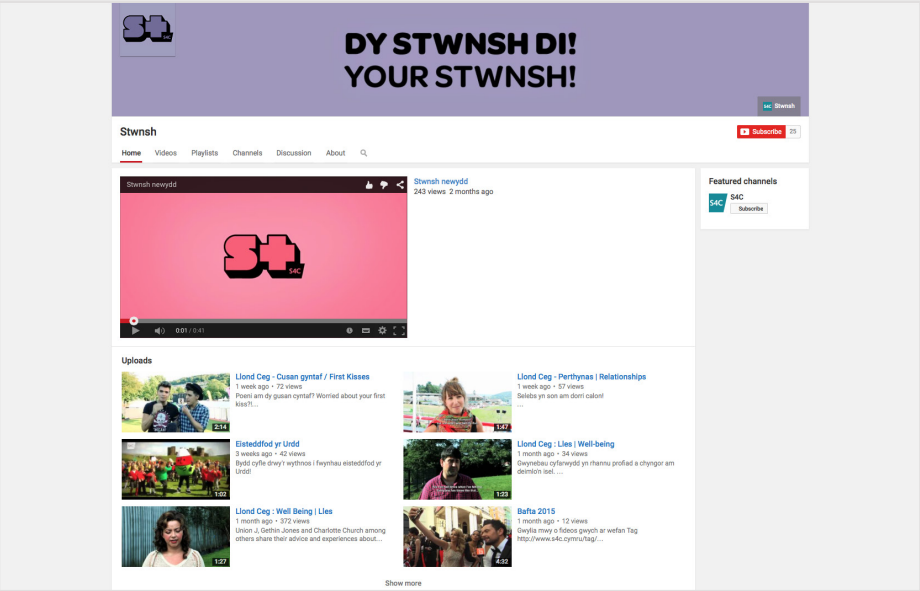 st
S4C
DY STWNSH DI!
YOUR STWNSH!
S4C Stwnsh
Stwnsh
Subscribe 25
Home Videos Playlists Channels Discussion About
Stwnsh newydd
st
S4C
0:01 / 0:41
Stwnsh newydd
243 views 2 months ago
Featured channels
S4C
S4C
Subscribe
Uploads
2:14
Llond Ceg - Cusan gyntaf / First Kisses
1 week ago • 72 views
Poeni am dy gusan cyntaf? Worried about your first
kiss?!...
1:47
Llond Ceg - Perthynas | Relationships
1 week ago • 57 views
Selebs yn son am dorri calon!
...
1:02
Eisteddfod yr Urdd
3 weeks ago • 42 views
Bydd cyfle drwy'r wythnos i fwynhau eisteddfod yr
Urdd!
1:23
Llond Ceg : Lles | Well-being
1 month ago • 34 views
Gwynebau cyfarwydd yn rhannu profiad a chyngor am
deimlo'n isel. ...
1:27
Llond Ceg : Well Being | Lles
1 month ago • 372 views
Union J, Gethin Jones and Charlotte Church among
others share their advice and experiences about...
4:32
Bafta 2015
1 month ago • 12 views
Gwylia mwy o fideos gwych ar wefan Tag
http://www.s4c.cymru/tag/...
Show more